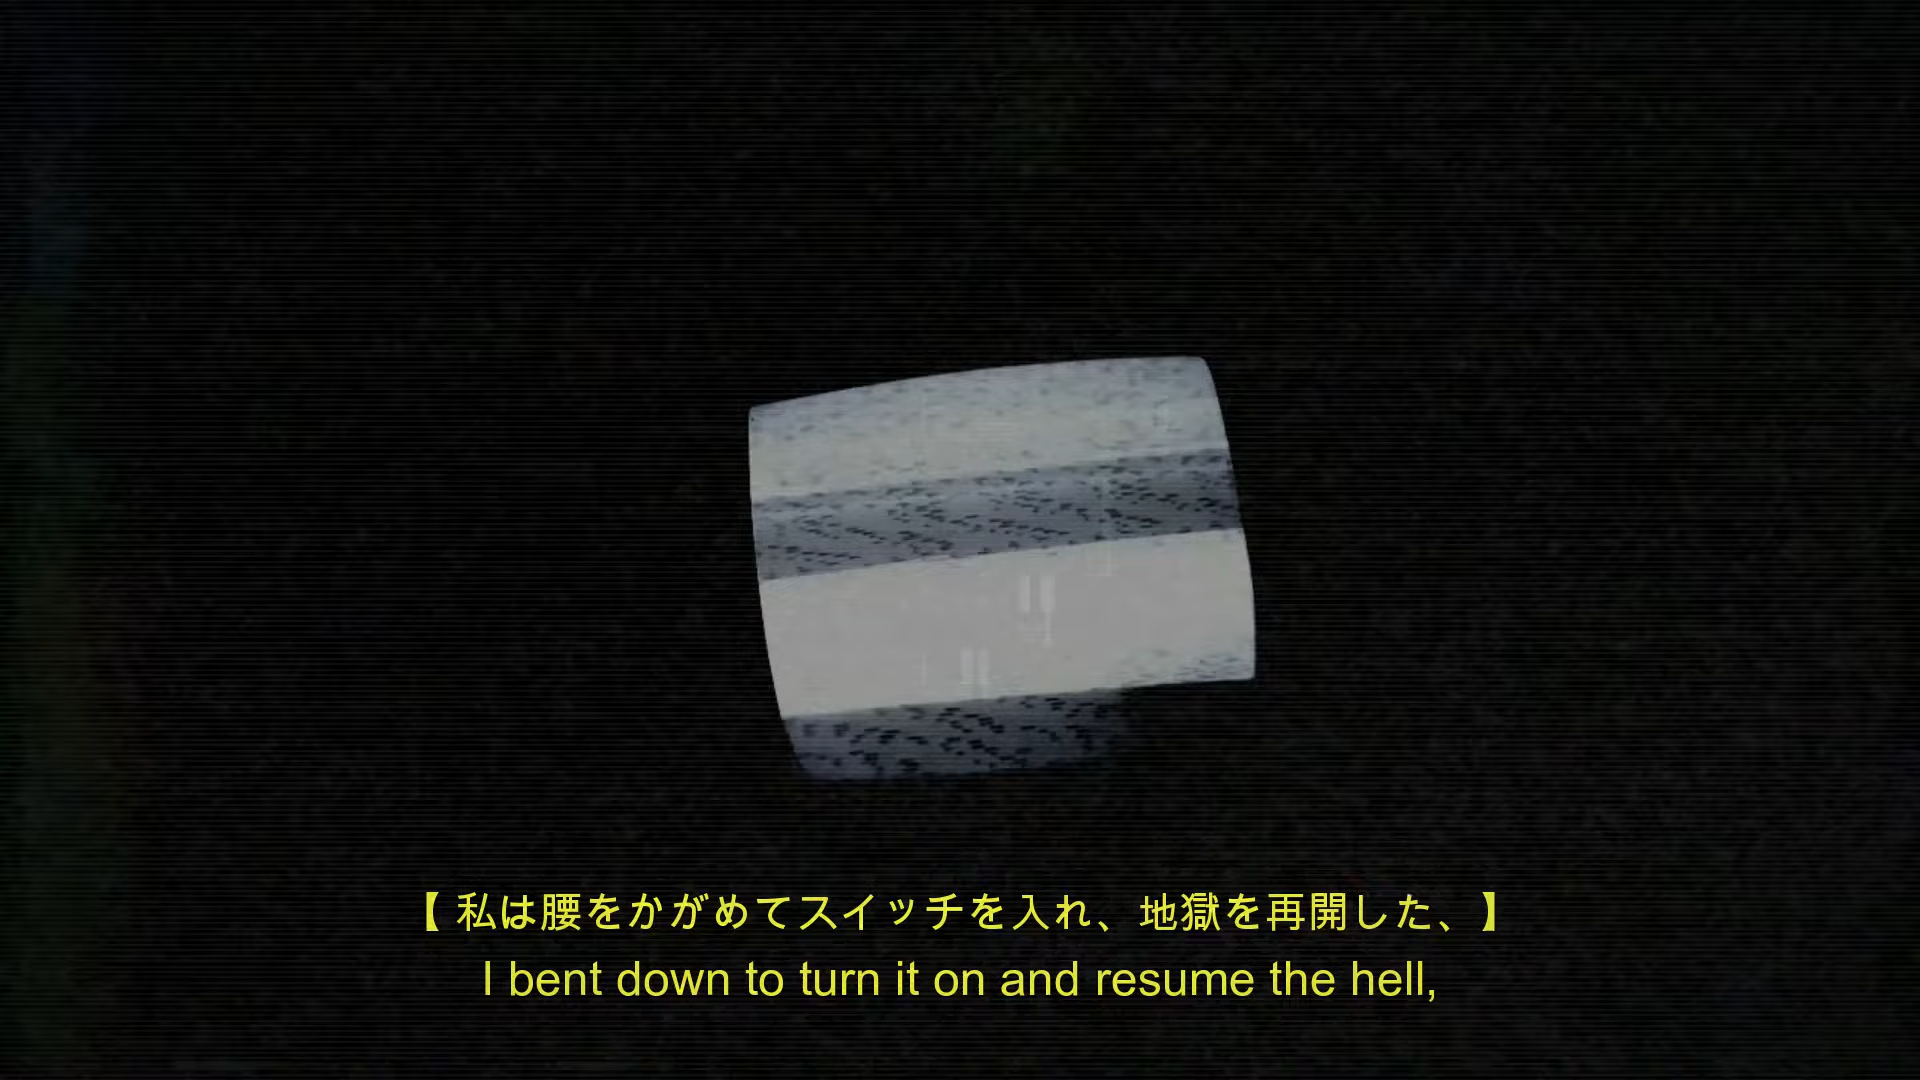 【 私は腰をかがめてスイッチを入れ、地獄を再開した、 】
I bent down to turn it on and resume the hell,